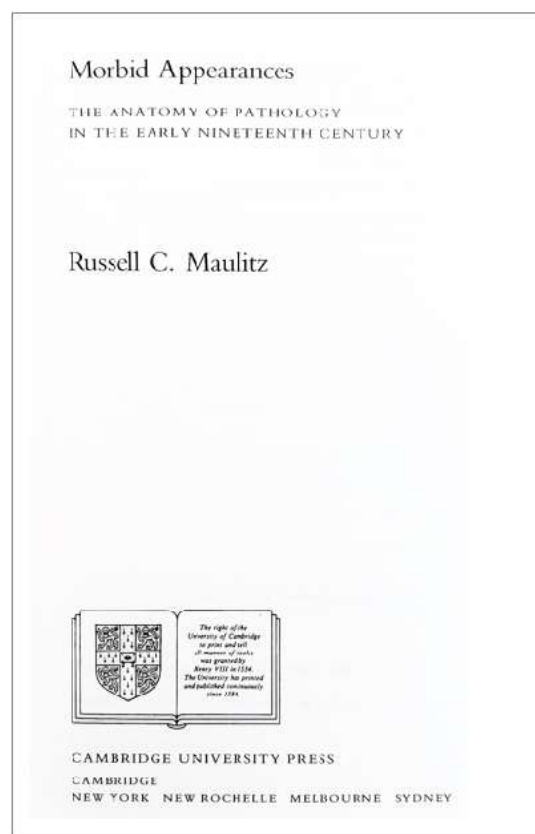 Morbid Appearances
THE ANATOMY OF PATHOLOGY
IN THE EARLY NINETEENTH CENTURY
Russell C. Maulitz
The right of the
University of Cambridge
to print and sell
all manner of books
was granted by
Henry VIII in 1534.
The University has printed
and published continuously
since 1584.
CAMBRIDGE UNIVERSITY PRESS
CAMBRIDGE
NEW YORK NEW ROCHELLE MELBOURNE SYDNEY